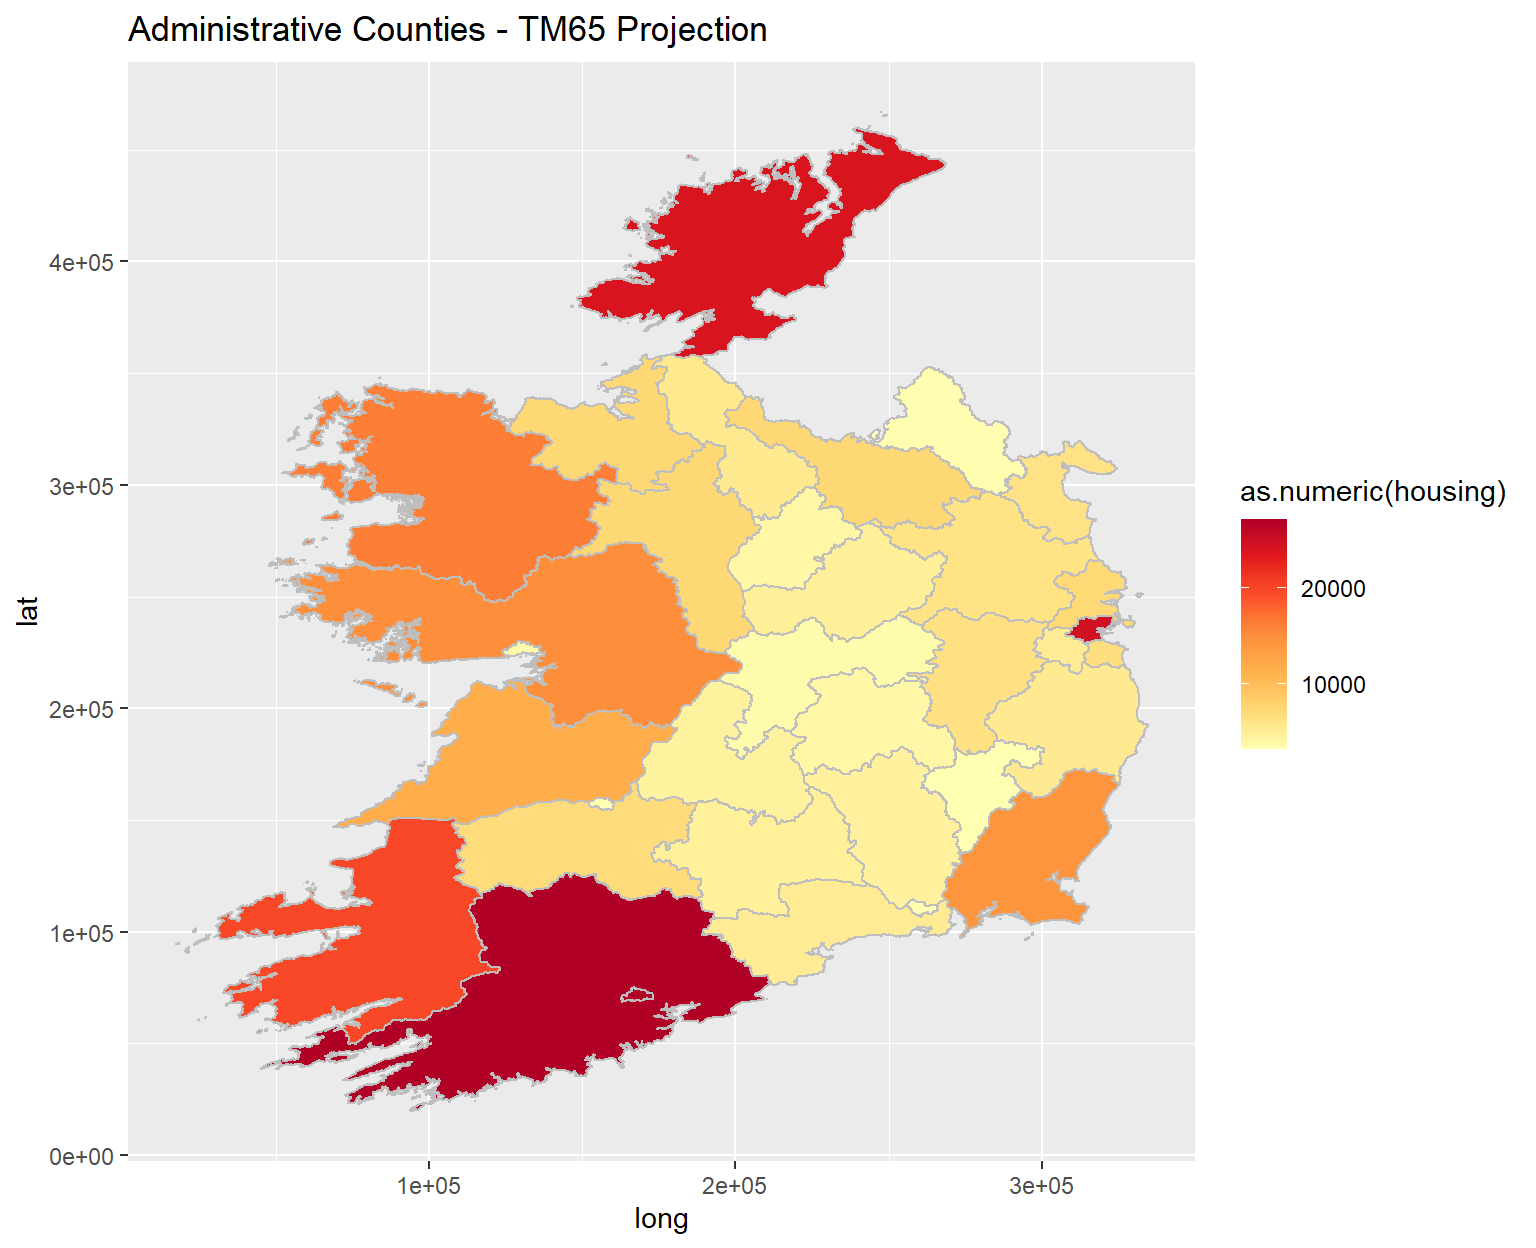 Administrative Counties - TM65 Projection
4e+05
3e+05
2e+05
1e+05
0e+00
lat
1e+05
2e+05
3e+05
long
as.numeric(housing)
20000
10000